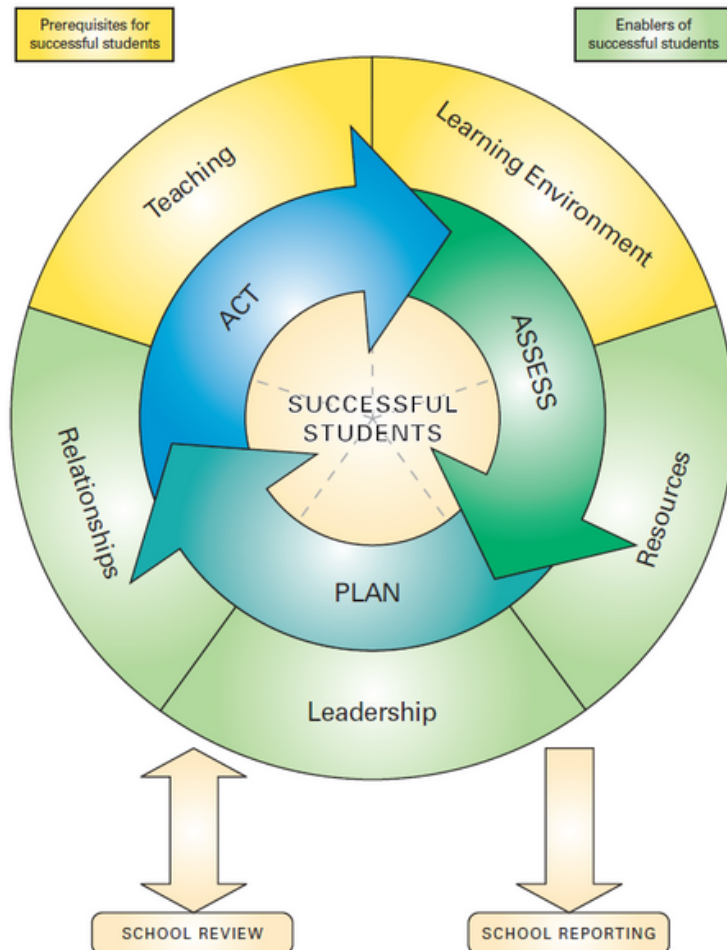 Prerequisites for
successful students
Enablers of
successful students
Teaching
Learning Environment
ACT
ASSESS
SUCCESSFUL
STUDENTS
Relationships
Resources
PLAN
Leadership
SCHOOL REVIEW
SCHOOL REPORTING